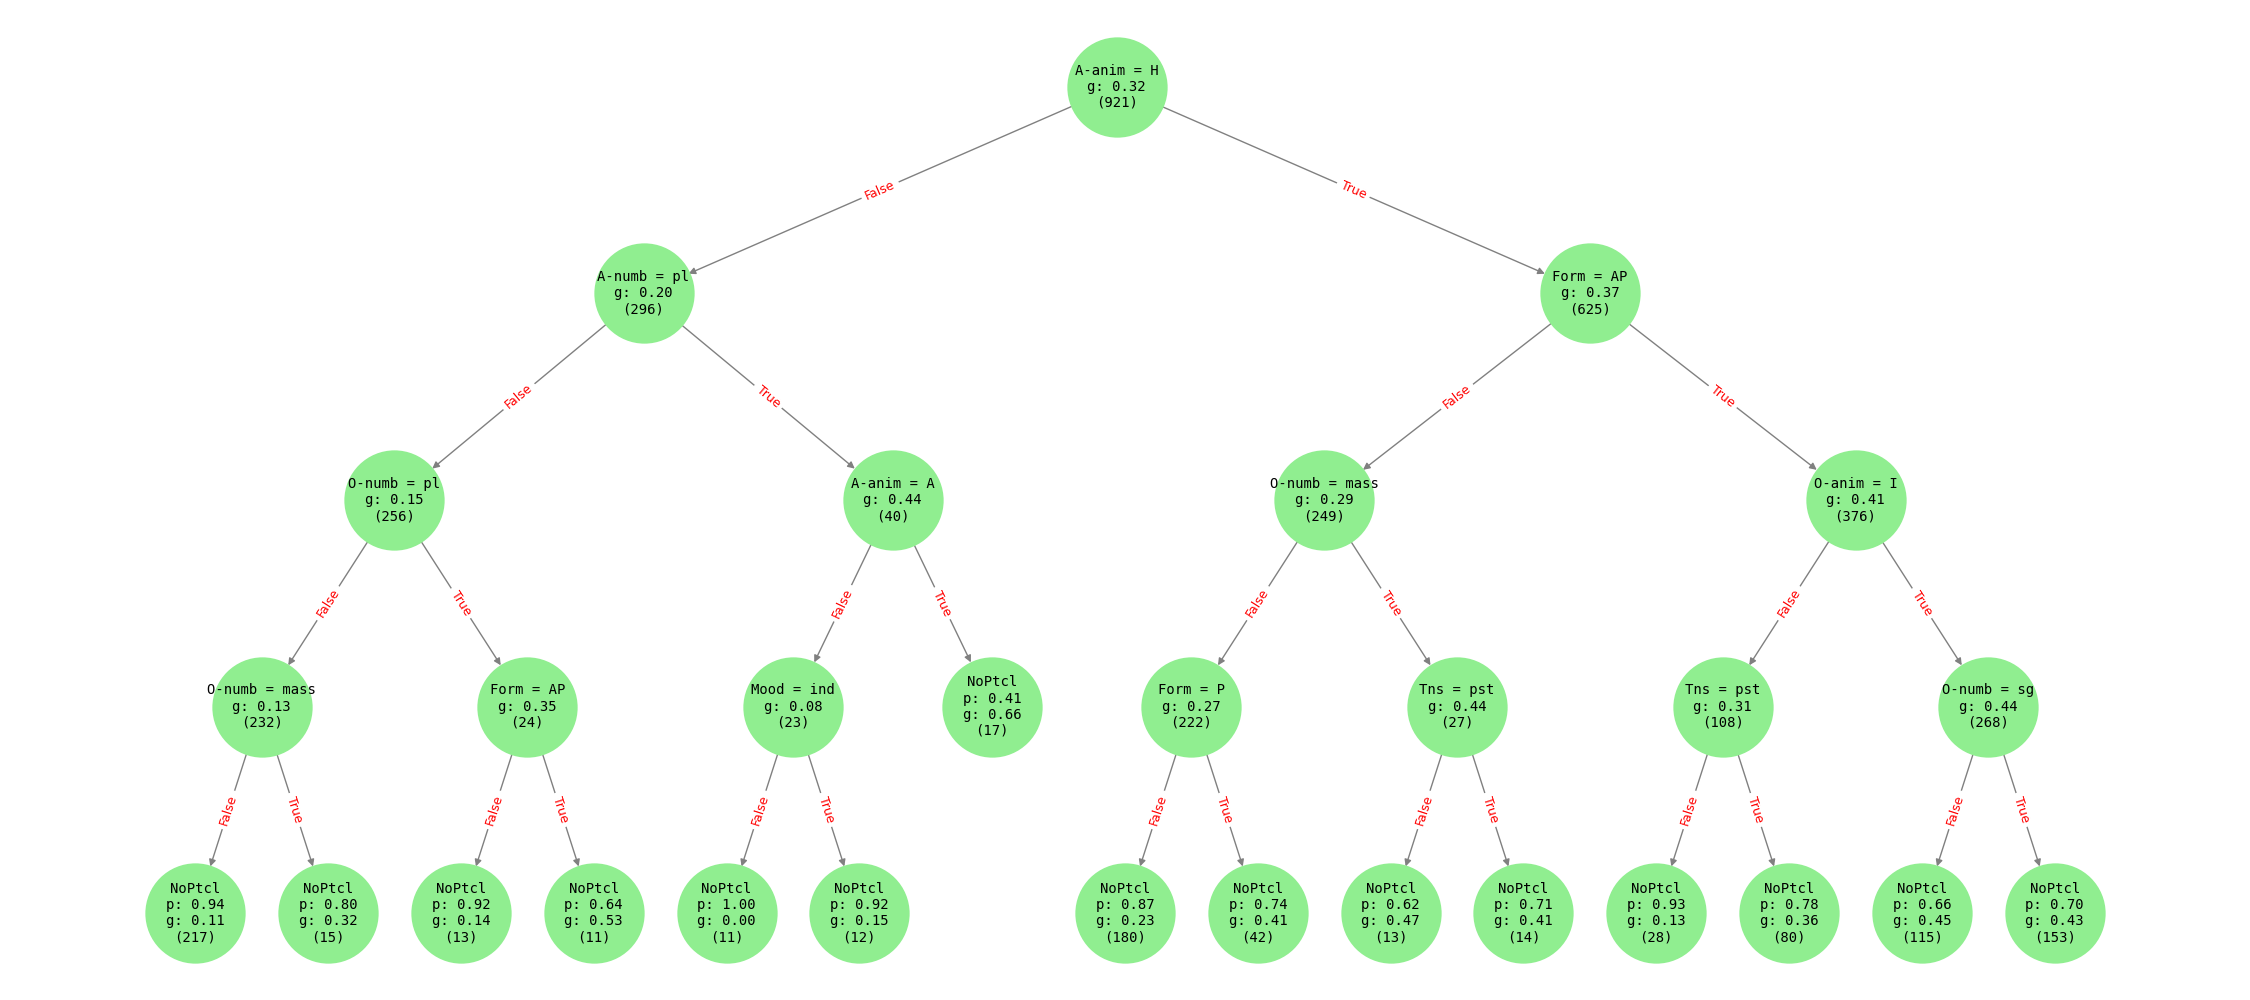 A-anim = H
g: 0.32
(921)
False
True
A-numb = pl
g: 0.20
(296)
Form = AP
g: 0.37
(625)
False
True
False
True
O-numb = pl
g: 0.15
(256)
A-anim = A
g: 0.44
(40)
O-numb = mass
g: 0.29
(249)
O-anim = I
g: 0.41
(376)
False
True
False
True
False
True
False
True
O-numb = mass
g: 0.13
(232)
Form = AP
g: 0.35
(24)
Mood = ind
g: 0.08
(23)
NoPtcl
p: 0.41
g: 0.66
(17)
Form = P
g: 0.27
(222)
Tns = pst
g: 0.44
(27)
Tns = pst
g: 0.31
(108)
O-numb = sg
g: 0.44
(268)
False
True
False
True
False
True
False
True
False
True
False
True
False
True
NoPtcl
p: 0.94
g: 0.11
(217)
NoPtcl
p: 0.80
g: 0.32
(15)
NoPtcl
p: 0.92
g: 0.14
(13)
NoPtcl
p: 0.64
g: 0.53
(11)
NoPtcl
p: 1.00
g: 0.00
(11)
NoPtcl
p: 0.92
g: 0.15
(12)
NoPtcl
p: 0.87
g: 0.23
(180)
NoPtcl
p: 0.74
g: 0.41
(42)
NoPtcl
p: 0.62
g: 0.47
(13)
NoPtcl
p: 0.71
g: 0.41
(14)
NoPtcl
p: 0.93
g: 0.13
(28)
NoPtcl
p: 0.78
g: 0.36
(80)
NoPtcl
p: 0.66
g: 0.45
(115)
NoPtcl
p: 0.70
g: 0.43
(153)